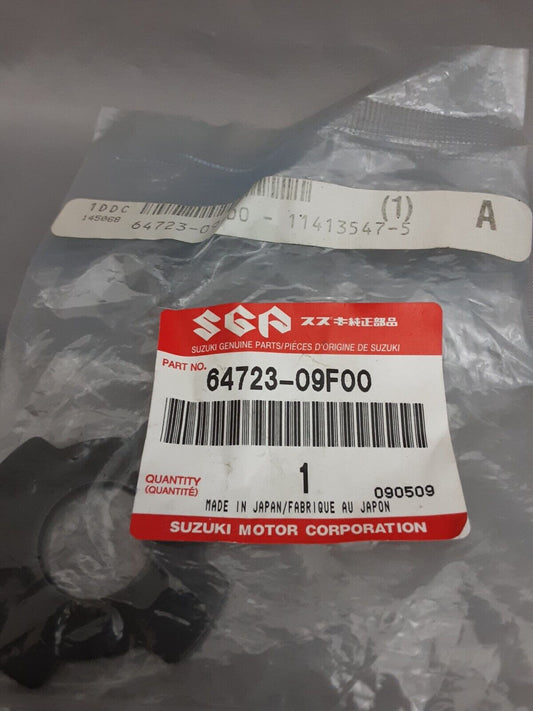 1DDC
145068
64723-0 00 - 11413547-5
(1)
A
SGP スズキ純正部品
SUZUKI GENUINE PARTS/PIÈCES D'ORIGINE DE SUZUKI
PART NO. 64723-09F00
QUANTITY
(QUANTITÉ)
1
090509
MADE IN JAPAN/FABRIQUE AU JAPON
SUZUKI MOTOR CORPORATION